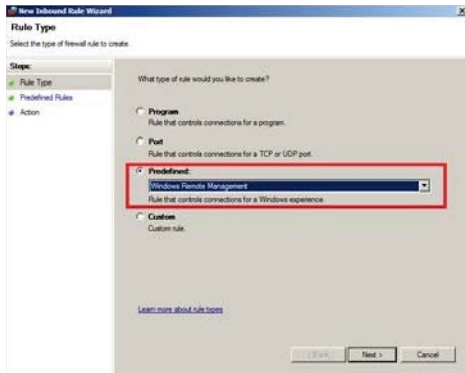 New Inbound Rule Wizard
Rule Type
Select the type of firewall rule to create.
Steps:
Rule Type
Predefined Rules
Action
What type of rule would you like to create?
Program
Rule that controls connections for a program.
Port
Rule that controls connections for a TCP or UDP port.
Predefined:
Windows Remote Management
Rule that controls connections for a Windows experience.
Custom
Custom rule.
Learn more about rule types
< Back
Next >
Cancel